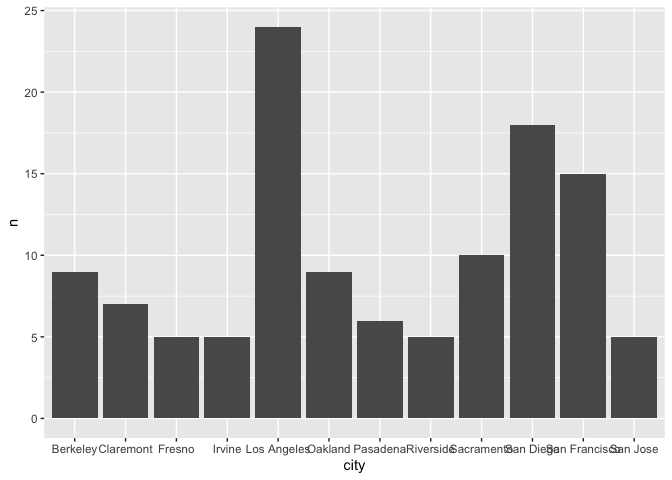 25
20
15
10
5
0
n
Berkeley Claremont Fresno Irvine Los Angeles Oakland Pasadena Riverside Sacramento San Diego San Francisco San Jose
city